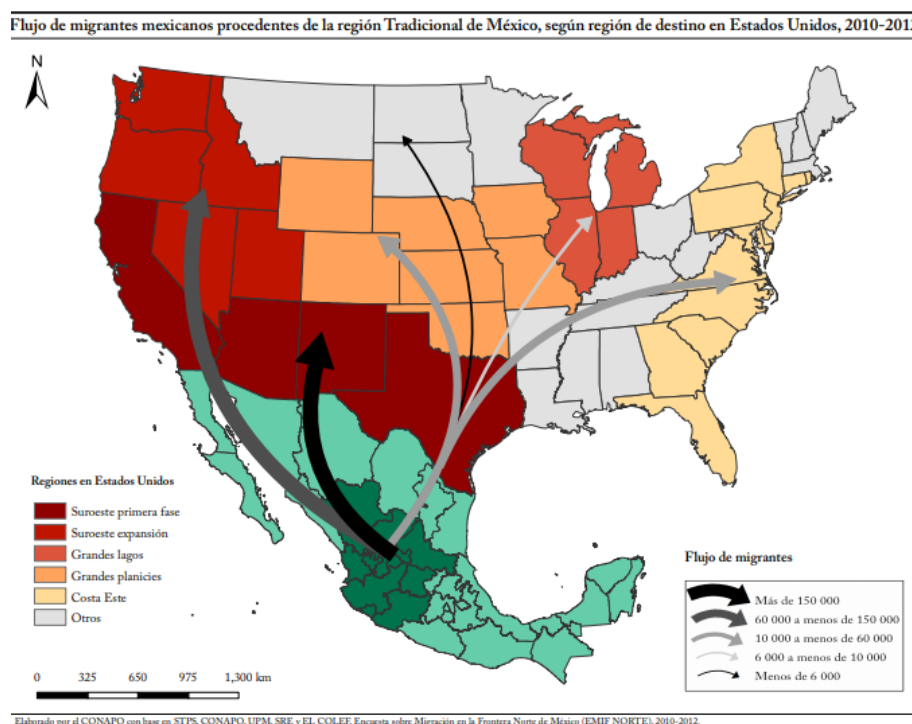 Flujo de migrantes mexicanos procedentes de la región Tradicional de México, según región de destino en Estados Unidos, 2010-201
N
Regiones en Estados Unidos
Suroeste primera fase
Suroeste expansión
Grandes lagos
Grandes planicies
Costa Este
Otros
0 325 650 975 1,300 km
Flujo de migrantes
Más de 150 000
60 000 a menos de 150 000
10 000 a menos de 60 000
6 000 a menos de 10 000
Menos de 6 000
Elaborado por el CONAPO con base en STPS, CONAPO, UPM, SRE y EL COLEF, Encuesta sobre Migración en la Frontera Norte de México (EMIF NORTE), 2010-2012.